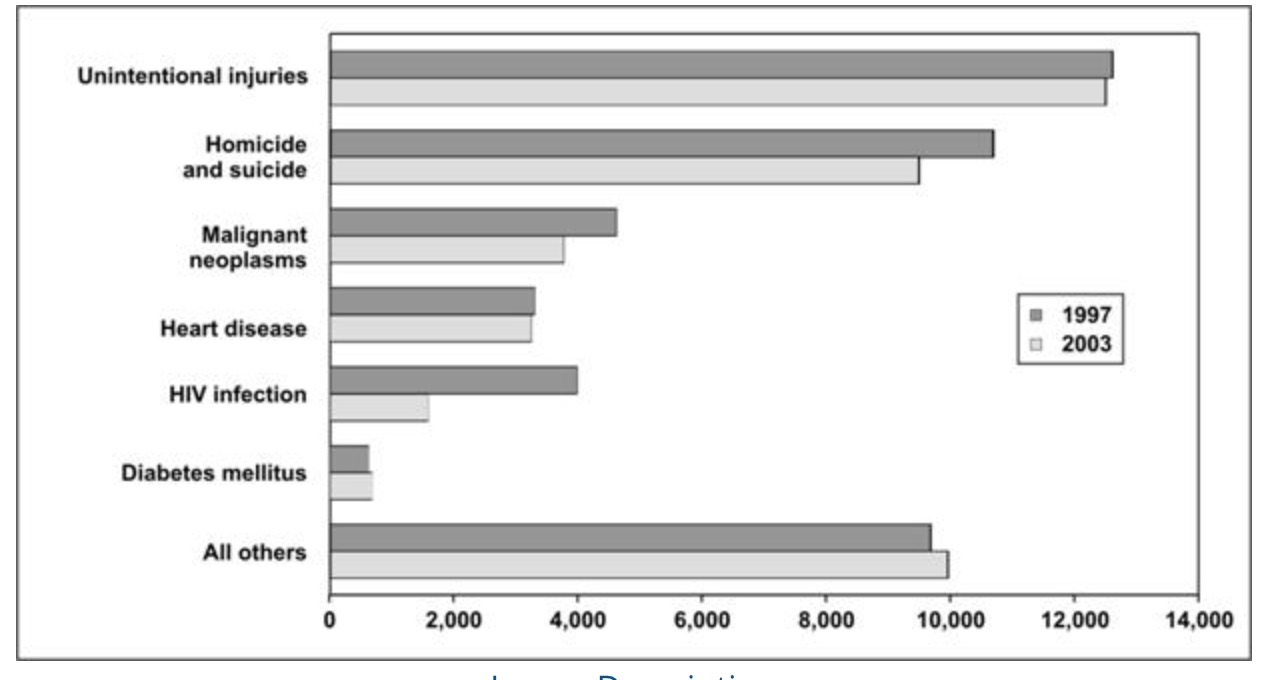 Unintentional injuries
Homicide
and suicide
Malignant
neoplasms
Heart disease
HIV infection
Diabetes mellitus
All others
1997
2003
0 2,000 4,000 6,000 8,000 10,000 12,000 14,000